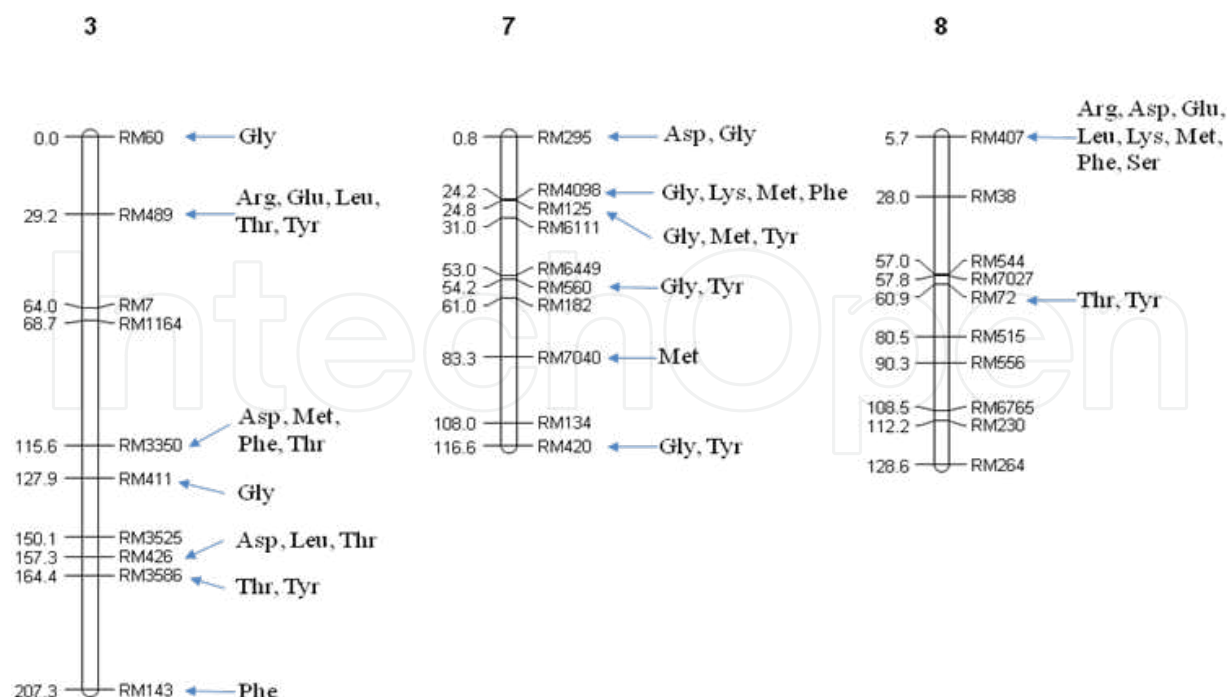 3
0.0 RM60 Gly
29.2 RM489 Arg, Glu, Leu,
Thr, Tyr
64.0 RM7
68.7 RM1164
115.6 RM3350 Asp, Met,
Phe, Thr
127.9 RM411 Gly
150.1 RM3525
157.3 RM426 Asp, Leu, Thr
164.4 RM3586 Thr, Tyr
207.3 RM143 Phe
7
0.8 RM295 Asp, Gly
24.2 RM4098 Gly, Lys, Met, Phe
24.8 RM125 Gly, Met, Tyr
31.0 RM6111
53.0 RM6449
54.2 RM560 Gly, Tyr
61.0 RM182
83.3 RM7040 Met
108.0 RM134
116.6 RM420 Gly, Tyr
8
5.7 RM407 Arg, Asp, Glu,
Leu, Lys, Met,
Phe, Ser
28.0 RM38
57.0 RM544
57.8 RM7027
60.9 RM72 Thr, Tyr
80.5 RM515
90.3 RM556
108.5 RM6765
112.2 RM230
128.6 RM264
IntechOpen